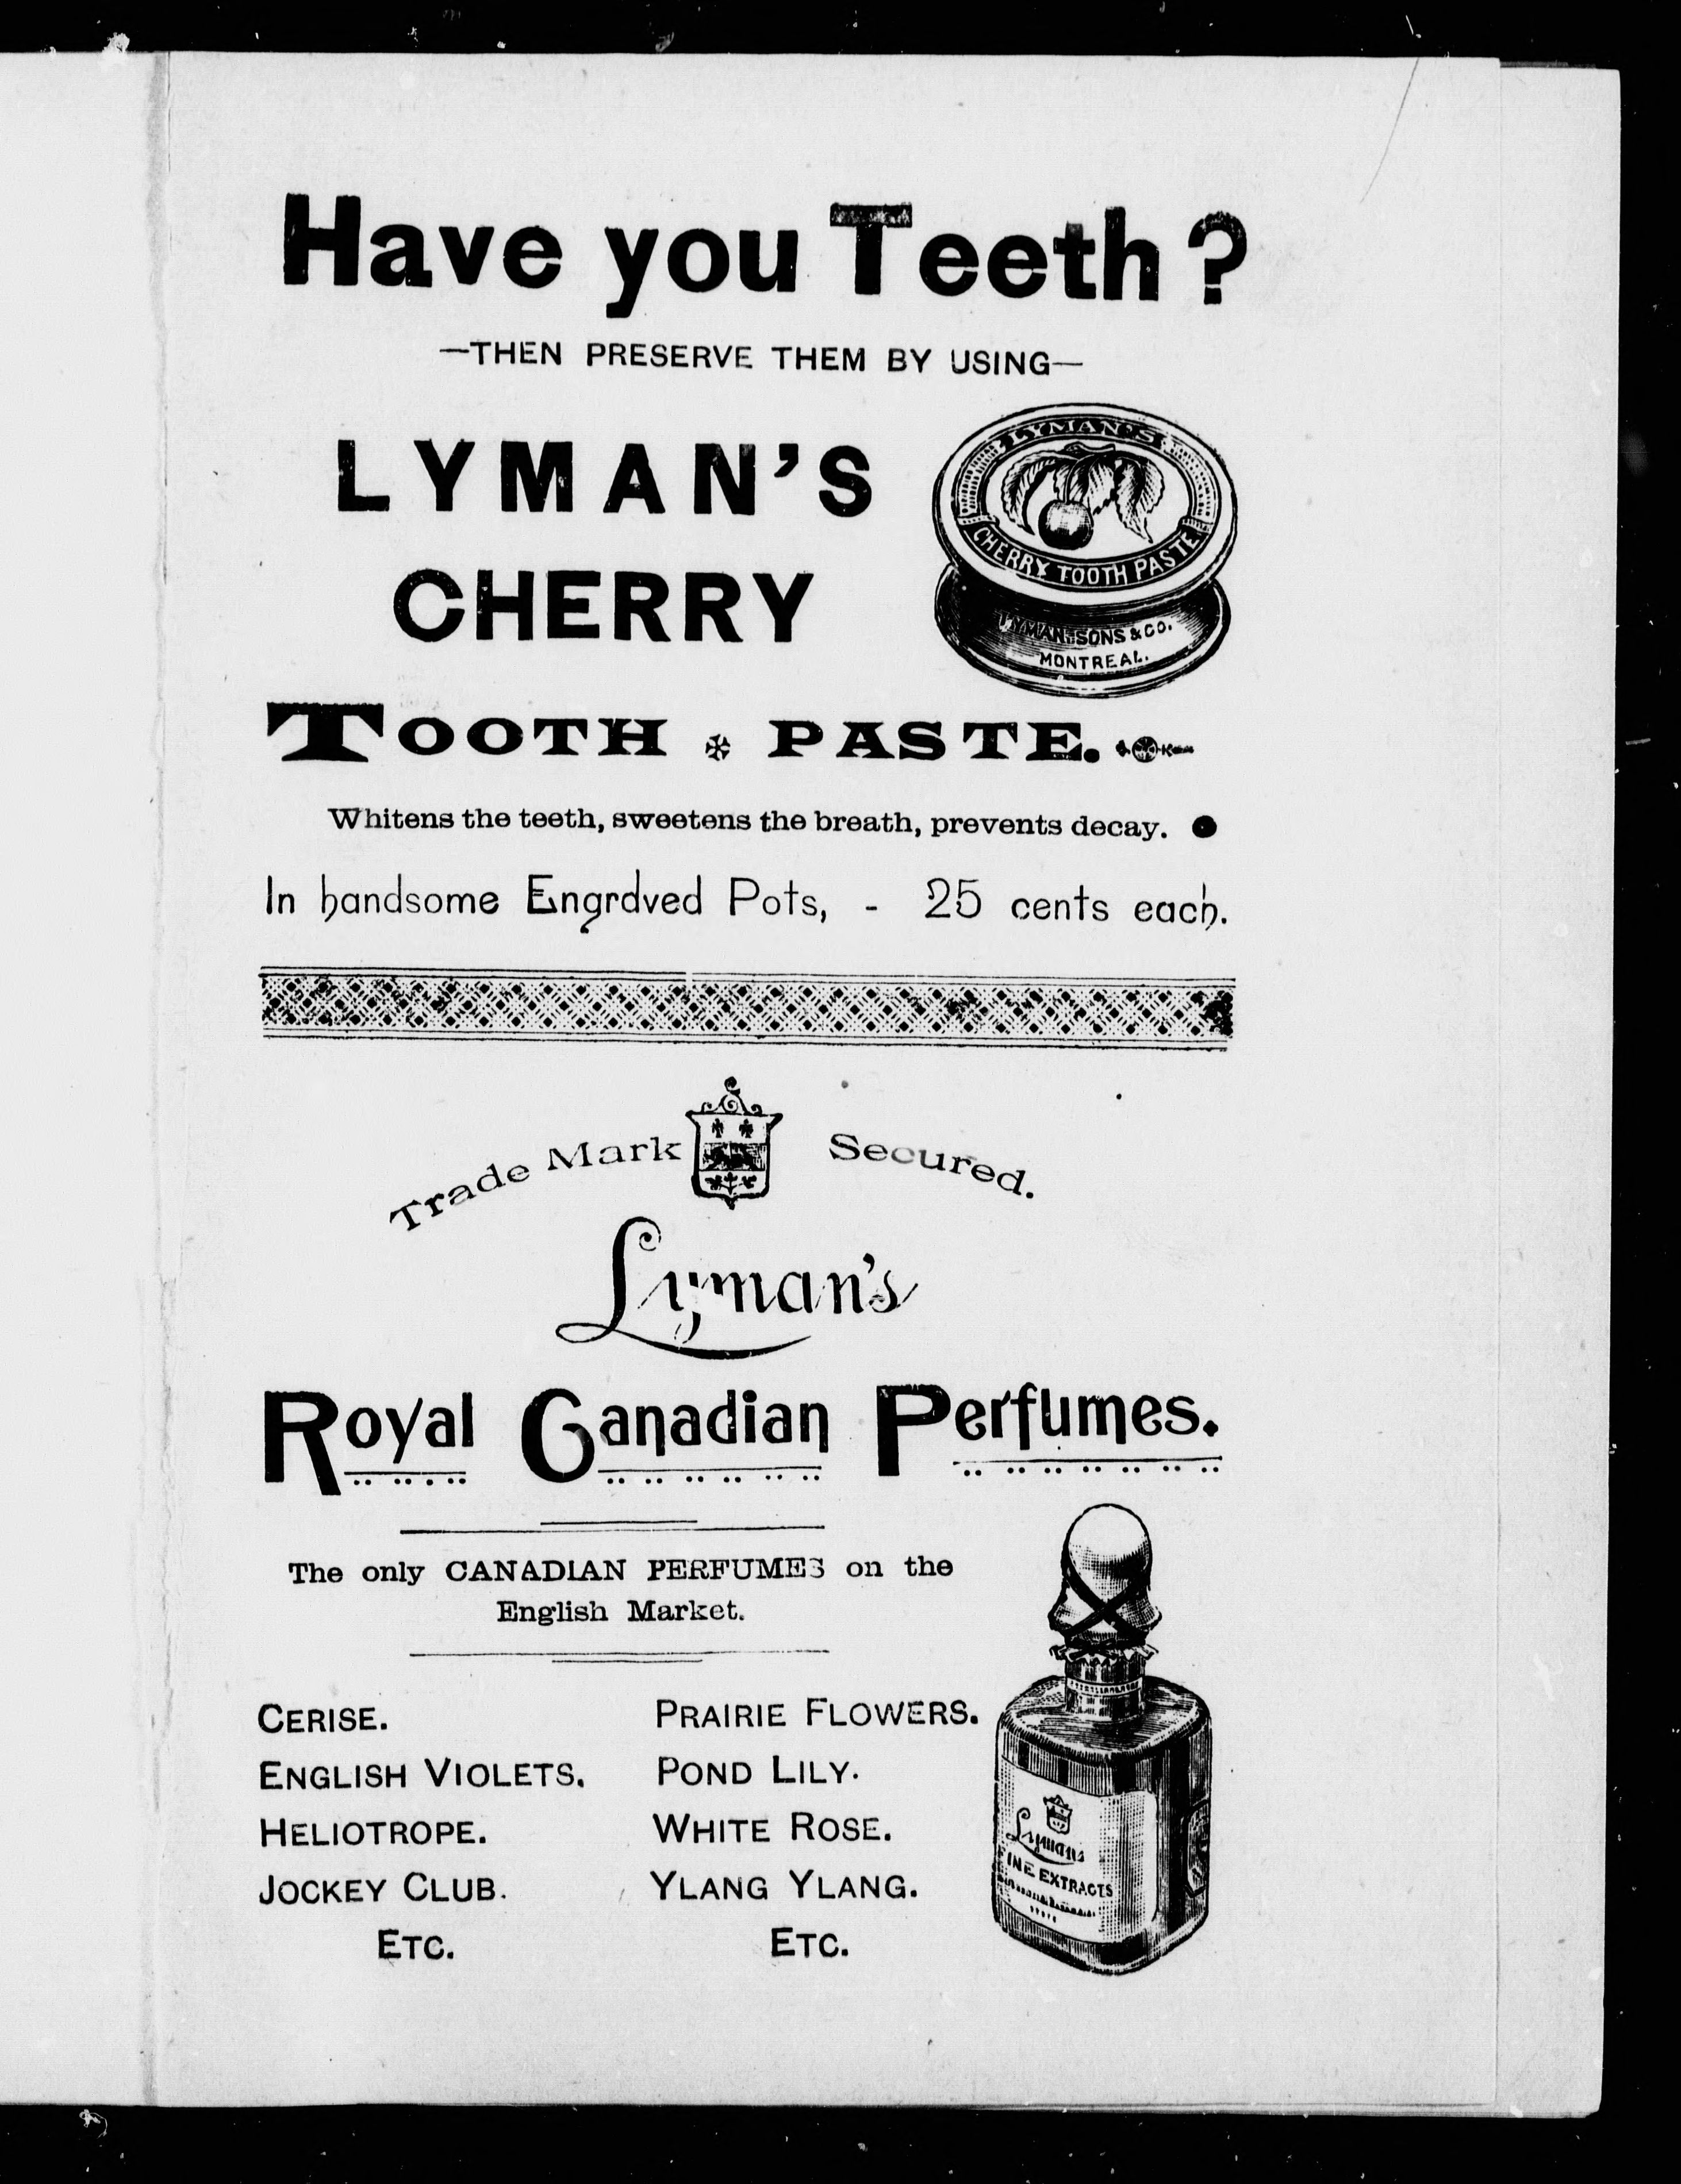 Have you Teeth?
—THEN PRESERVE THEM BY USING—
LYMAN'S
CHERRY
TOOTH PASTE.
LYMAN'S
CHERRY TOOTH PASTE
LYMAN SONS & CO.
MONTREAL.
Whitens the teeth, sweetens the breath, prevents decay.
In handsome Engrdved Pots, - 25 cents each.
Trade Mark Secured.
Lyman's
Royal Canadian Perfumes.
The only CANADIAN PERFUMES on the
English Market.
CERISE.
ENGLISH VIOLETS.
HELIOTROPE.
JOCKEY CLUB.
ETC.
PRAIRIE FLOWERS.
POND LILY.
WHITE ROSE.
YLANG YLANG.
ETC.
Lyman's
FINE EXTRACTS